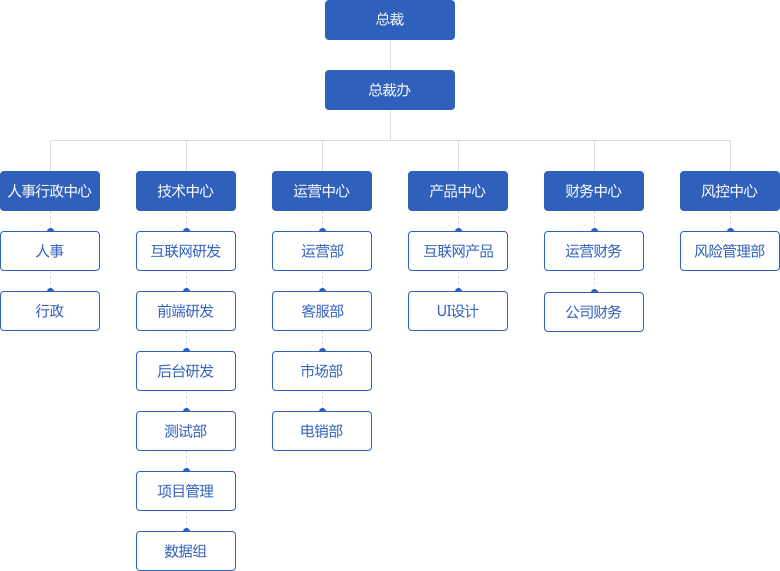 总裁
总裁办
人事行政中心
技术中心
运营中心
产品中心
财务中心
风控中心
人事
互联网研发
运营部
互联网产品
运营财务
风险管理部
行政
前端研发
客服部
UI设计
公司财务
后台研发
市场部
测试部
电销部
项目管理
数据组